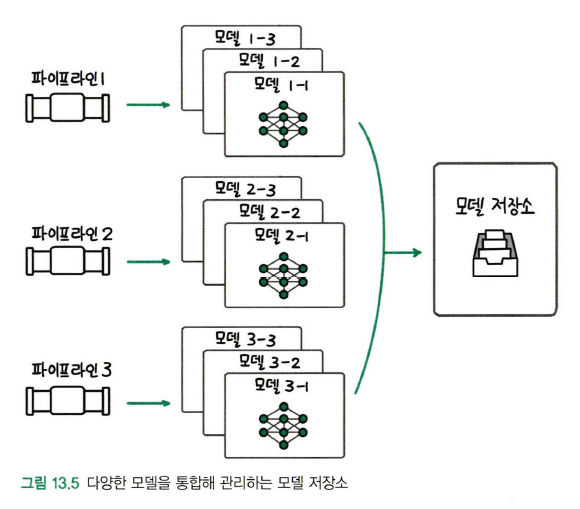 모델 1-3
모델 1-2
모델 1-1
파이프라인1
모델 2-3
모델 2-2
모델 2-1
파이프라인2
모델 3-3
모델 3-2
모델 3-1
파이프라인3
모델 저장소
그림 13.5 다양한 모델을 통합해 관리하는 모델 저장소